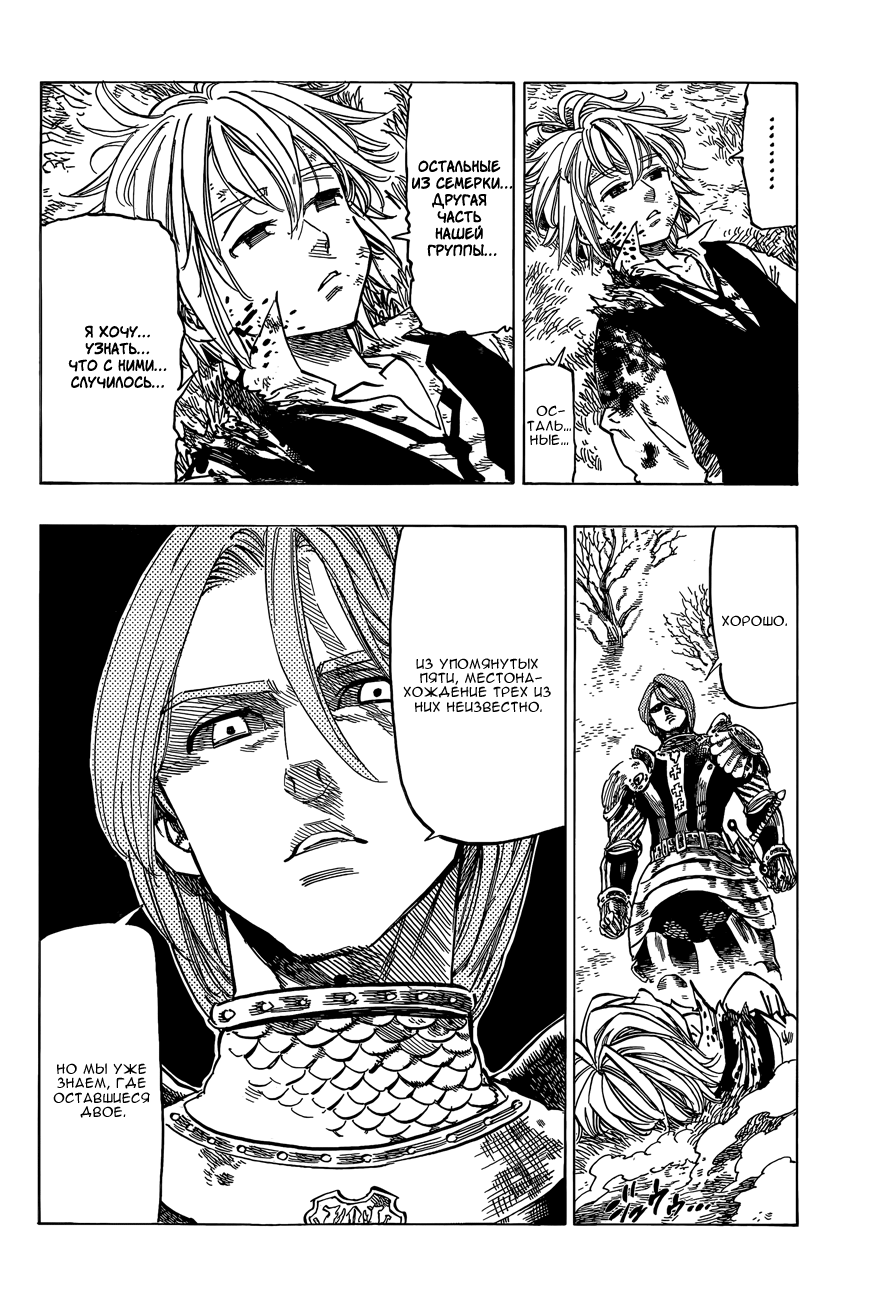 .........
ОС-
ТАЛЬ...
НЫЕ...
ОСТАЛЬНЫЕ
ИЗ СЕМЕРКИ...
ДРУГАЯ
ЧАСТЬ
НАШЕЙ
ГРУППЫ...
Я ХОЧУ...
УЗНАТЬ...
ЧТО С НИМИ...
СЛУЧИЛОСЬ...
ХОРОШО.
ИЗ УПОМЯНУТЫХ
ПЯТИ, МЕСТОНА-
ХОЖДЕНИЕ ТРЕХ ИЗ
НИХ НЕИЗВЕСТНО.
НО МЫ УЖЕ
ЗНАЕМ, ГДЕ
ОСТАВШИЕСЯ
ДВОЕ.